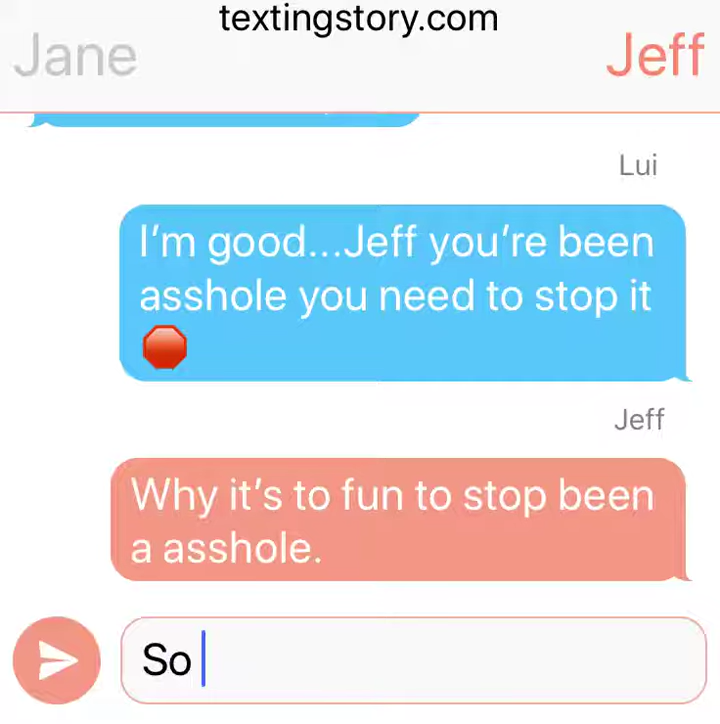 textingstory.com
Jane
Jeff
Lui
I'm good...Jeff you're been
asshole you need to stop it
🛑
Jeff
Why it's to fun to stop been
a asshole.
So